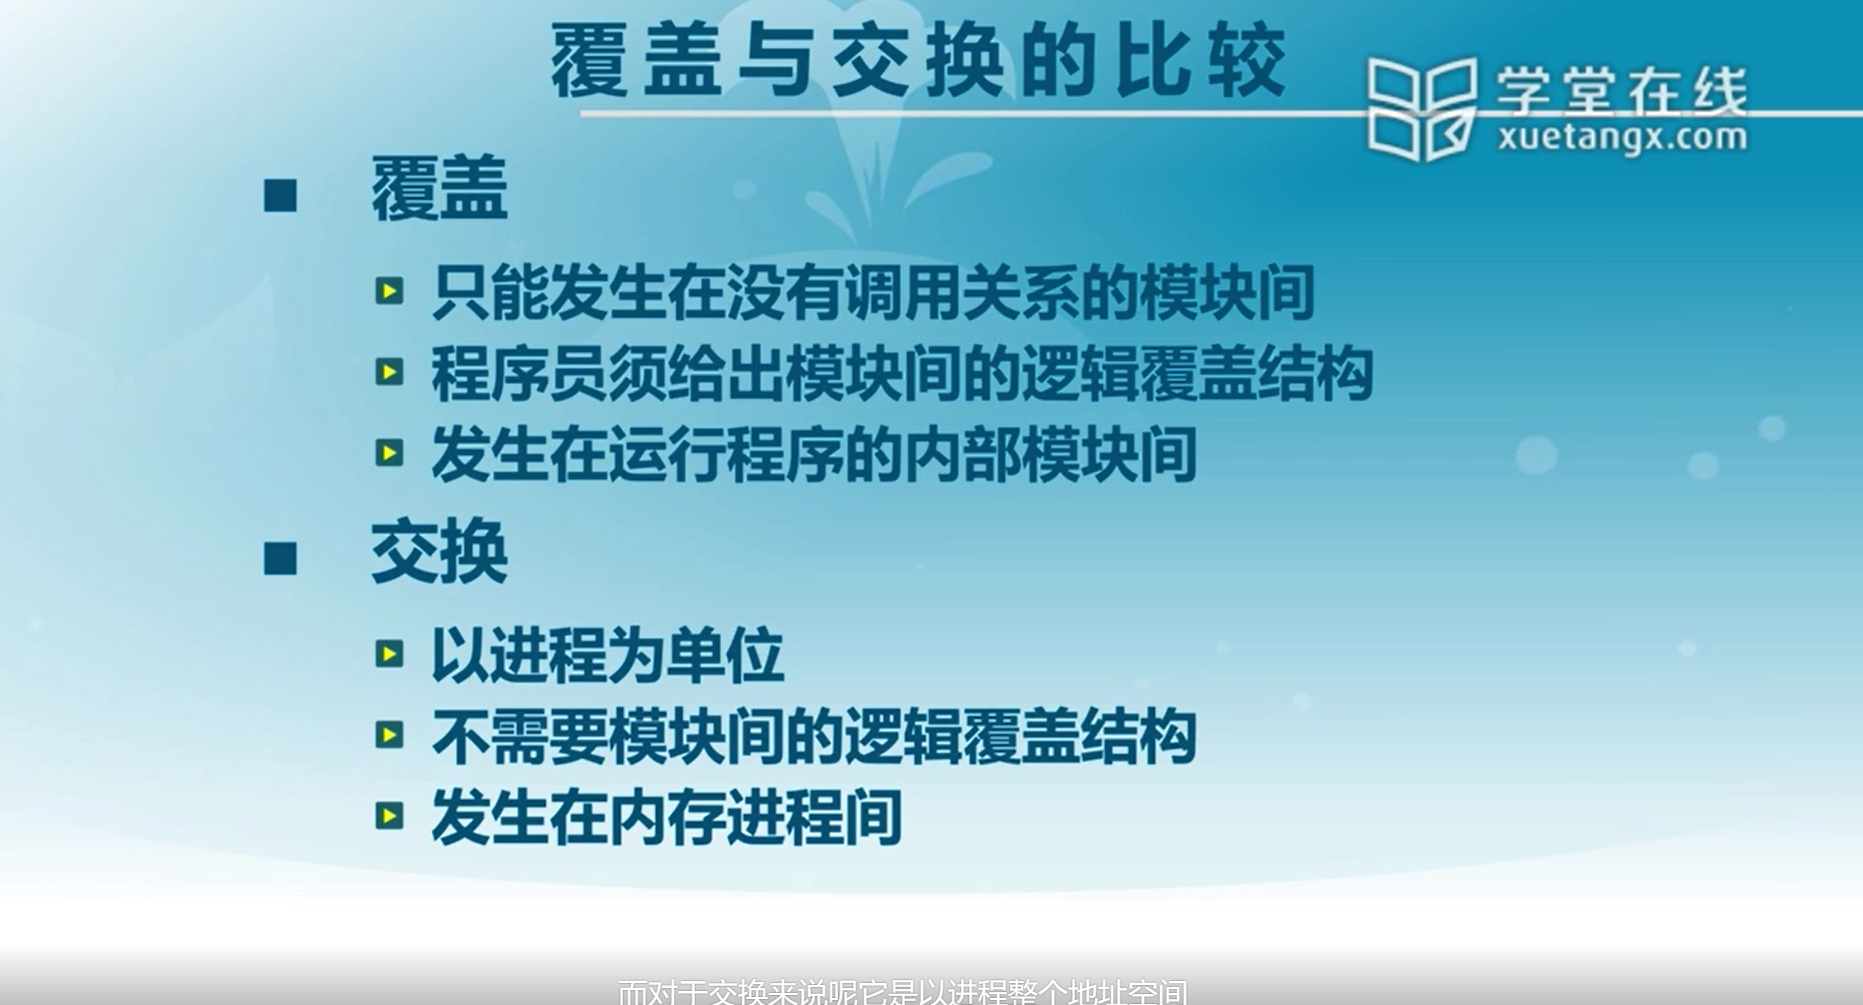 覆盖与交换的比较
学堂在线
xuetangx.com
覆盖
只能发生在没有调用关系的模块间
程序员须给出模块间的逻辑覆盖结构
发生在运行程序的内部模块间
交换
以进程为单位
不需要模块间的逻辑覆盖结构
发生在内存进程间
而对于交换来说呢它是以进程整个地址空间